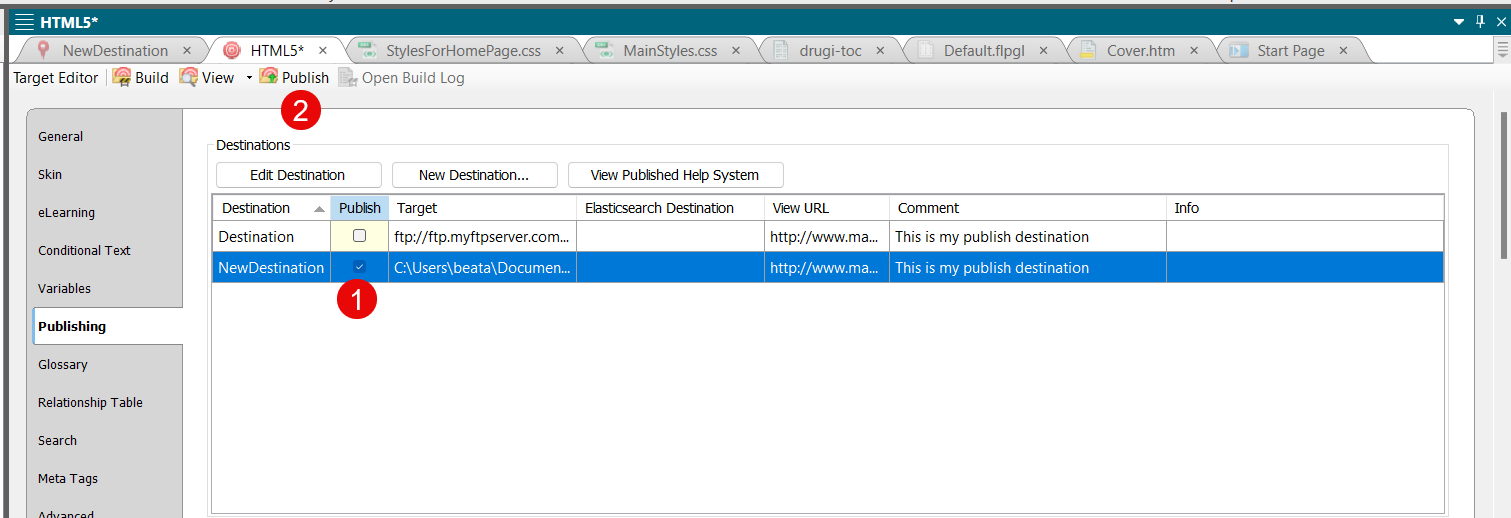 HTML5*
NewDestination × HTML5* × StylesForHomePage.css × MainStyles.css × drugi-toc × Default.flpgl × Cover.htm × Start Page ×
Target Editor Build View Publish Open Build Log
2
General
Skin
eLearning
Conditional Text
Variables
Publishing
Glossary
Relationship Table
Search
Meta Tags
Advanced
Destinations
Edit Destination New Destination... View Published Help System
Destination Publish Target Elasticsearch Destination View URL Comment Info
Destination ftp://ftp.myftpserver.com... http://www.ma... This is my publish destination
NewDestination C:\Users\beata\Documen... http://www.ma... This is my publish destination
1